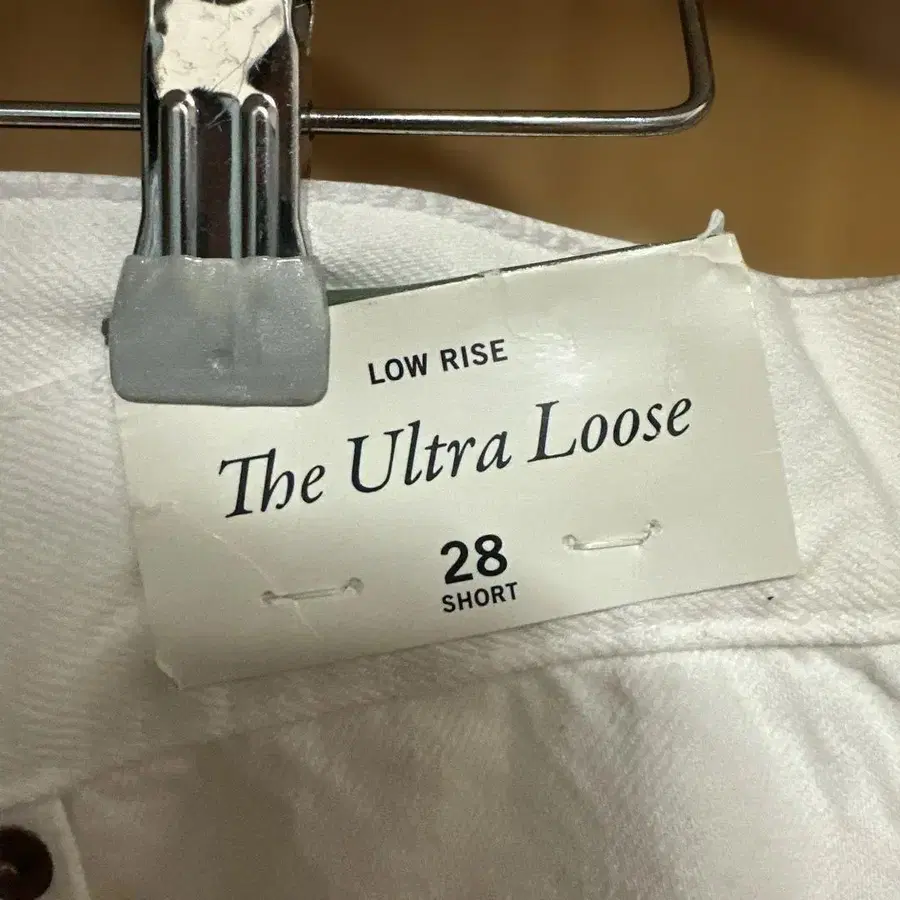 LOW RISE
The Ultra Loose
28
SHORT